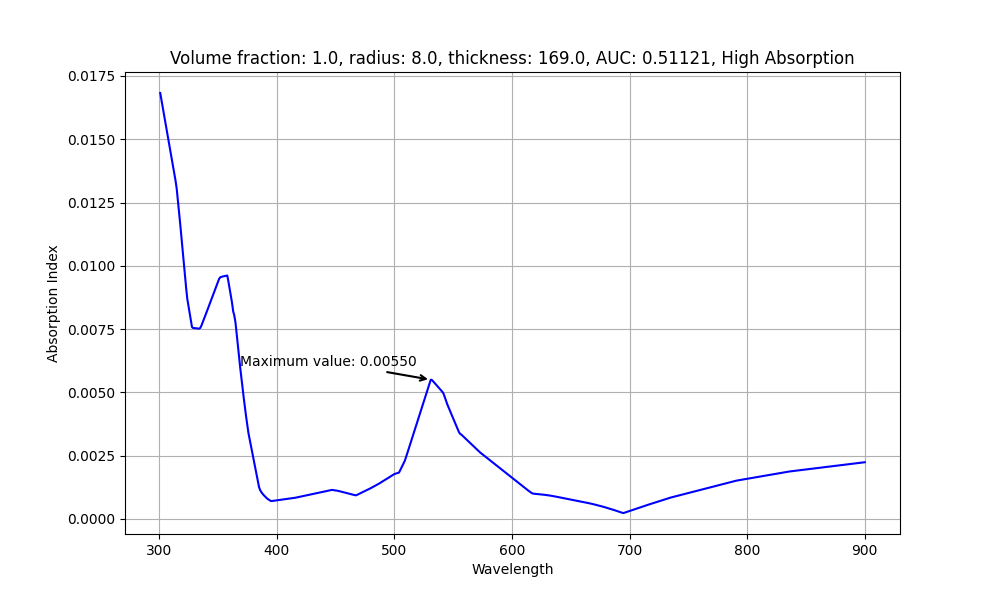 Volume fraction: 1.0, radius: 8.0, thickness: 169.0, AUC: 0.51121, High Absorption
0.0175
0.0150
0.0125
0.0100
0.0075
0.0050
0.0025
0.0000
Absorption Index
Maximum value: 0.00550
300 400 500 600 700 800 900
Wavelength